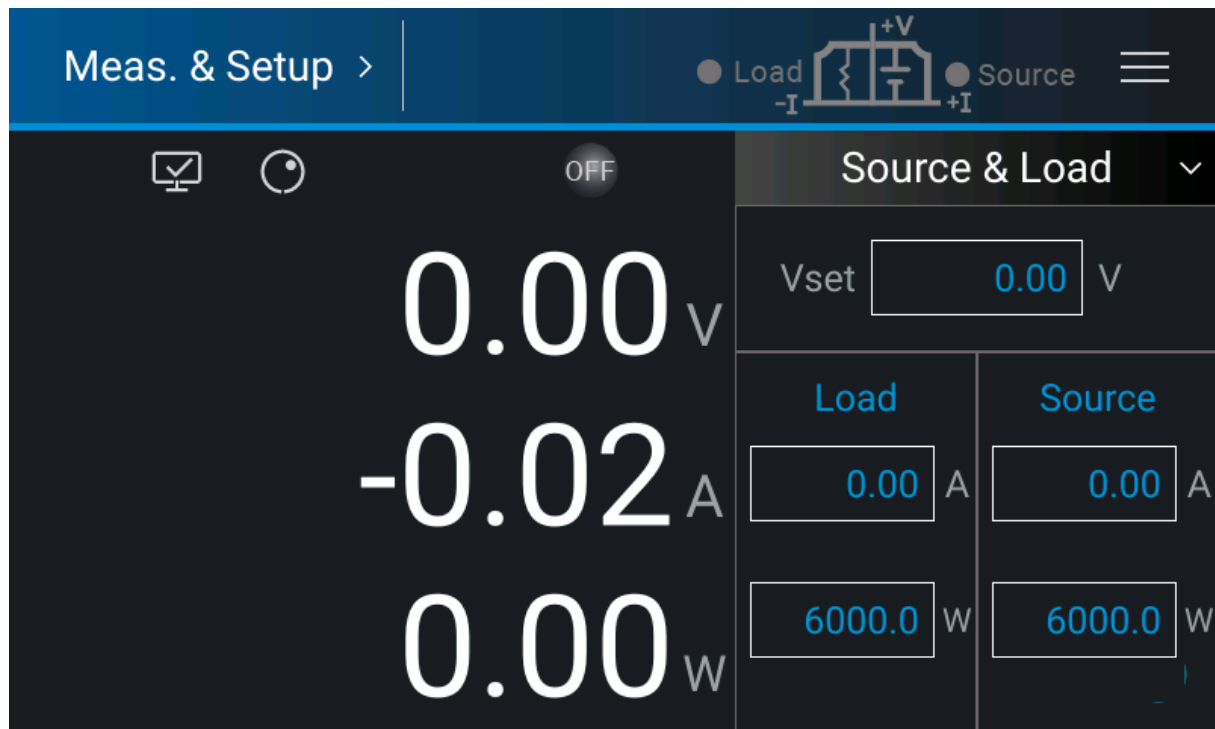 Meas. & Setup >
+V
Load
Source
-I
+I
OFF
Source & Load
0.00 V
-0.02 A
0.00 W
Vset 0.00 V
Load Source
0.00 A 0.00 A
6000.0 W 6000.0 W